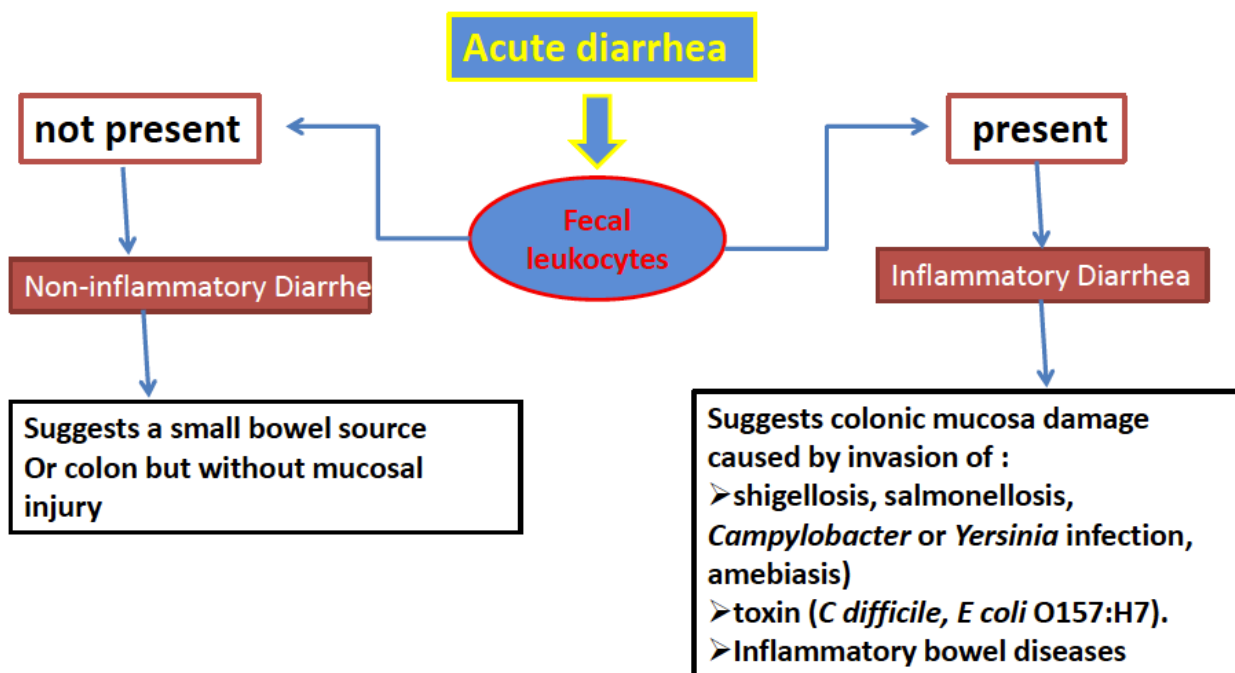 Acute diarrhea
not present
present
Fecal
leukocytes
Non-inflammatory Diarrhe
Inflammatory Diarrhea
Suggests a small bowel source
Or colon but without mucosal
injury
Suggests colonic mucosa damage
caused by invasion of :
➢shigellosis, salmonellosis,
Campylobacter or Yersinia infection,
amebiasis)
➢toxin (C difficile, E coli O157:H7).
➢Inflammatory bowel diseases